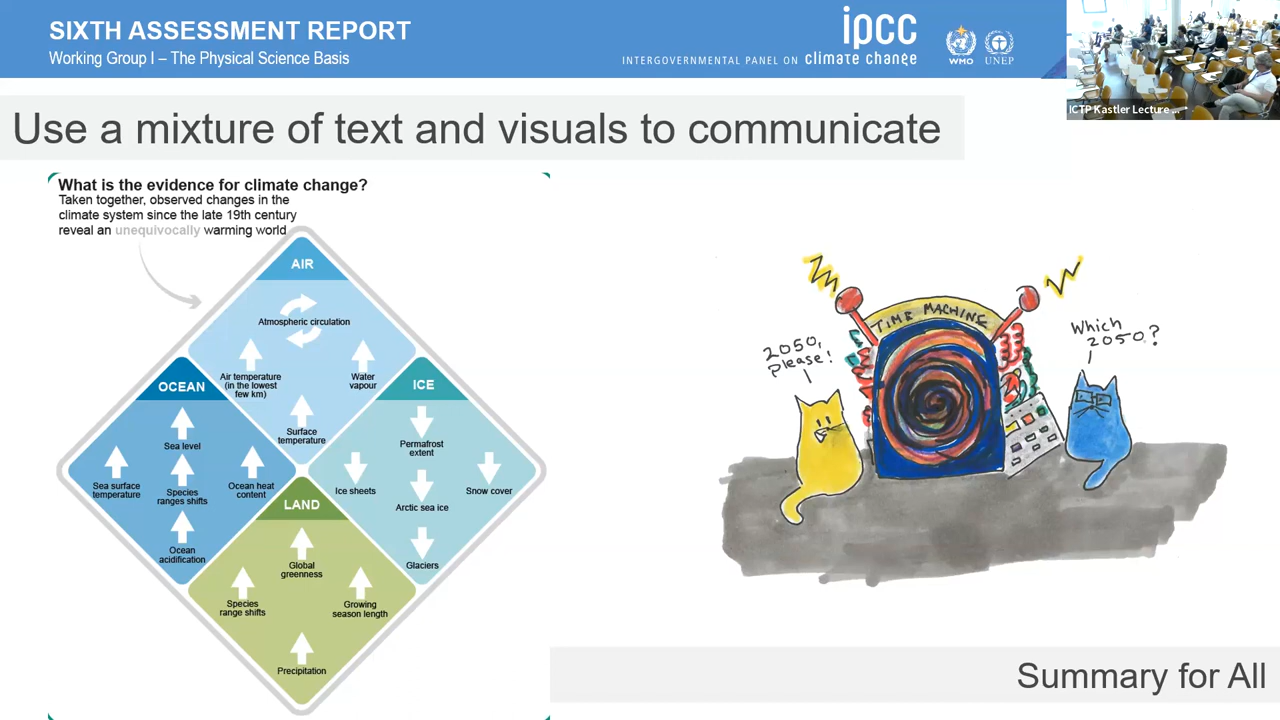 SIXTH ASSESSMENT REPORT
Working Group I – The Physical Science Basis
ipcc
INTERGOVERNMENTAL PANEL ON climate change
WMO
UNEP
ICTP Kastler Lecture ...
Use a mixture of text and visuals to communicate
What is the evidence for climate change?
Taken together, observed changes in the
climate system since the late 19th century
reveal an unequivocally warming world
AIR
Atmospheric circulation
Air temperature
(in the lowest
few km)
Water
vapour
Surface
temperature
OCEAN
Sea level
Sea surface
temperature
Species
ranges shifts
Ocean heat
content
Ocean
acidification
ICE
Permafrost
extent
Ice sheets
Snow cover
Arctic sea ice
Glaciers
LAND
Global
greenness
Species
range shifts
Growing
season length
Precipitation
TIME MACHINE
2050,
Please!
Which
2050?
Summary for All